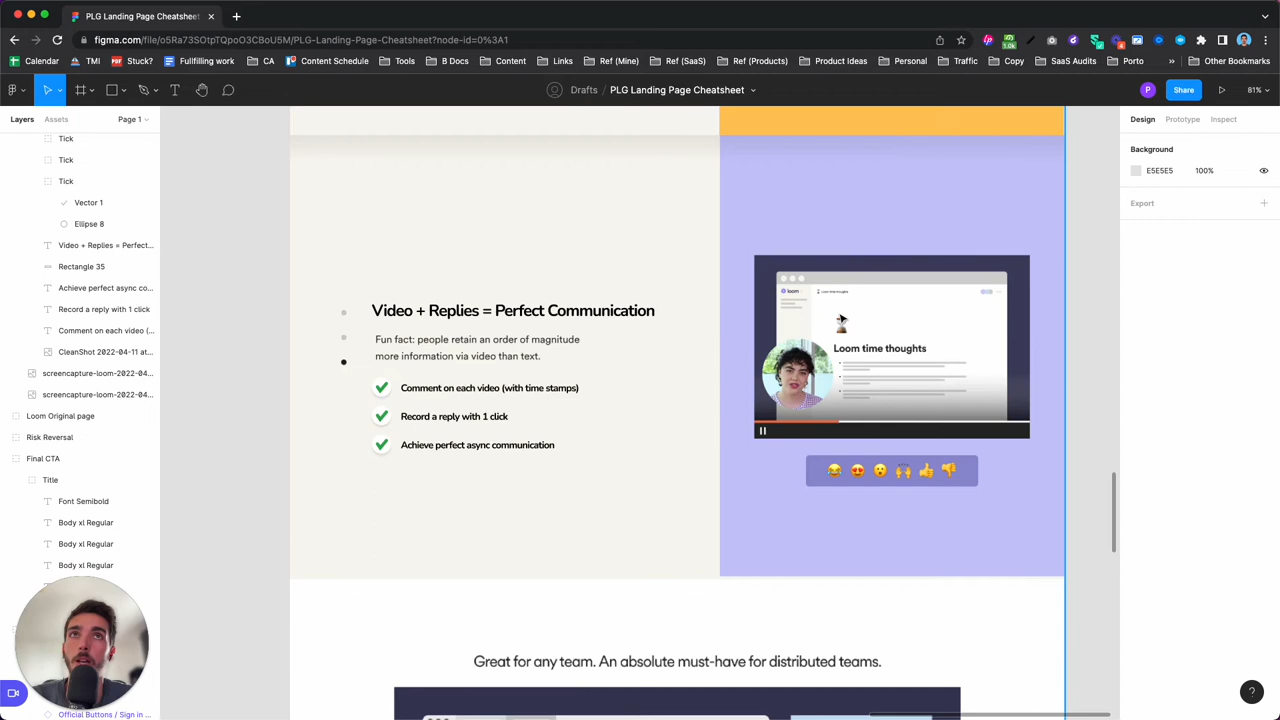 PLG Landing Page Cheatsheet
figma.com/file/o5Ra73SOtpTQpoO3CBoU5M/PLG-Landing-Page-Cheatsheet?node-id=0%3A1
1.0k
4
Calendar
TMI
Stuck?
Fullfilling work
CA
Content Schedule
Tools
B Docs
Content
Links
Ref (Mine)
Ref (SaaS)
Ref (Products)
Product Ideas
Personal
Traffic
Copy
SaaS Audits
»
Other Bookmarks
Drafts / PLG Landing Page Cheatsheet
P
Share
81%
Layers
Assets
Page 1
Tick
Tick
Tick
Vector 1
Ellipse 8
Video + Replies = Perfect...
Rectangle 35
Achieve perfect async co...
Record a reply with 1 click
Comment on each video (...
CleanShot 2022-04-11 at...
screencapture-loom-2022-04...
screencapture-loom-2022-04...
Loom Original page
Risk Reversal
Final CTA
Title
Font Semibold
Body xl Regular
Body xl Regular
Body xl Regular
Official Buttons / Sign in ...
Video + Replies = Perfect Communication
Fun fact: people retain an order of magnitude
more information via video than text.
Comment on each video (with time stamps)
Record a reply with 1 click
Achieve perfect async communication
loom
Loom time thoughts
Loom time thoughts
Great for any team. An absolute must-have for distributed teams.
Design
Prototype
Inspect
Background
E5E5E5
100%
Export
?